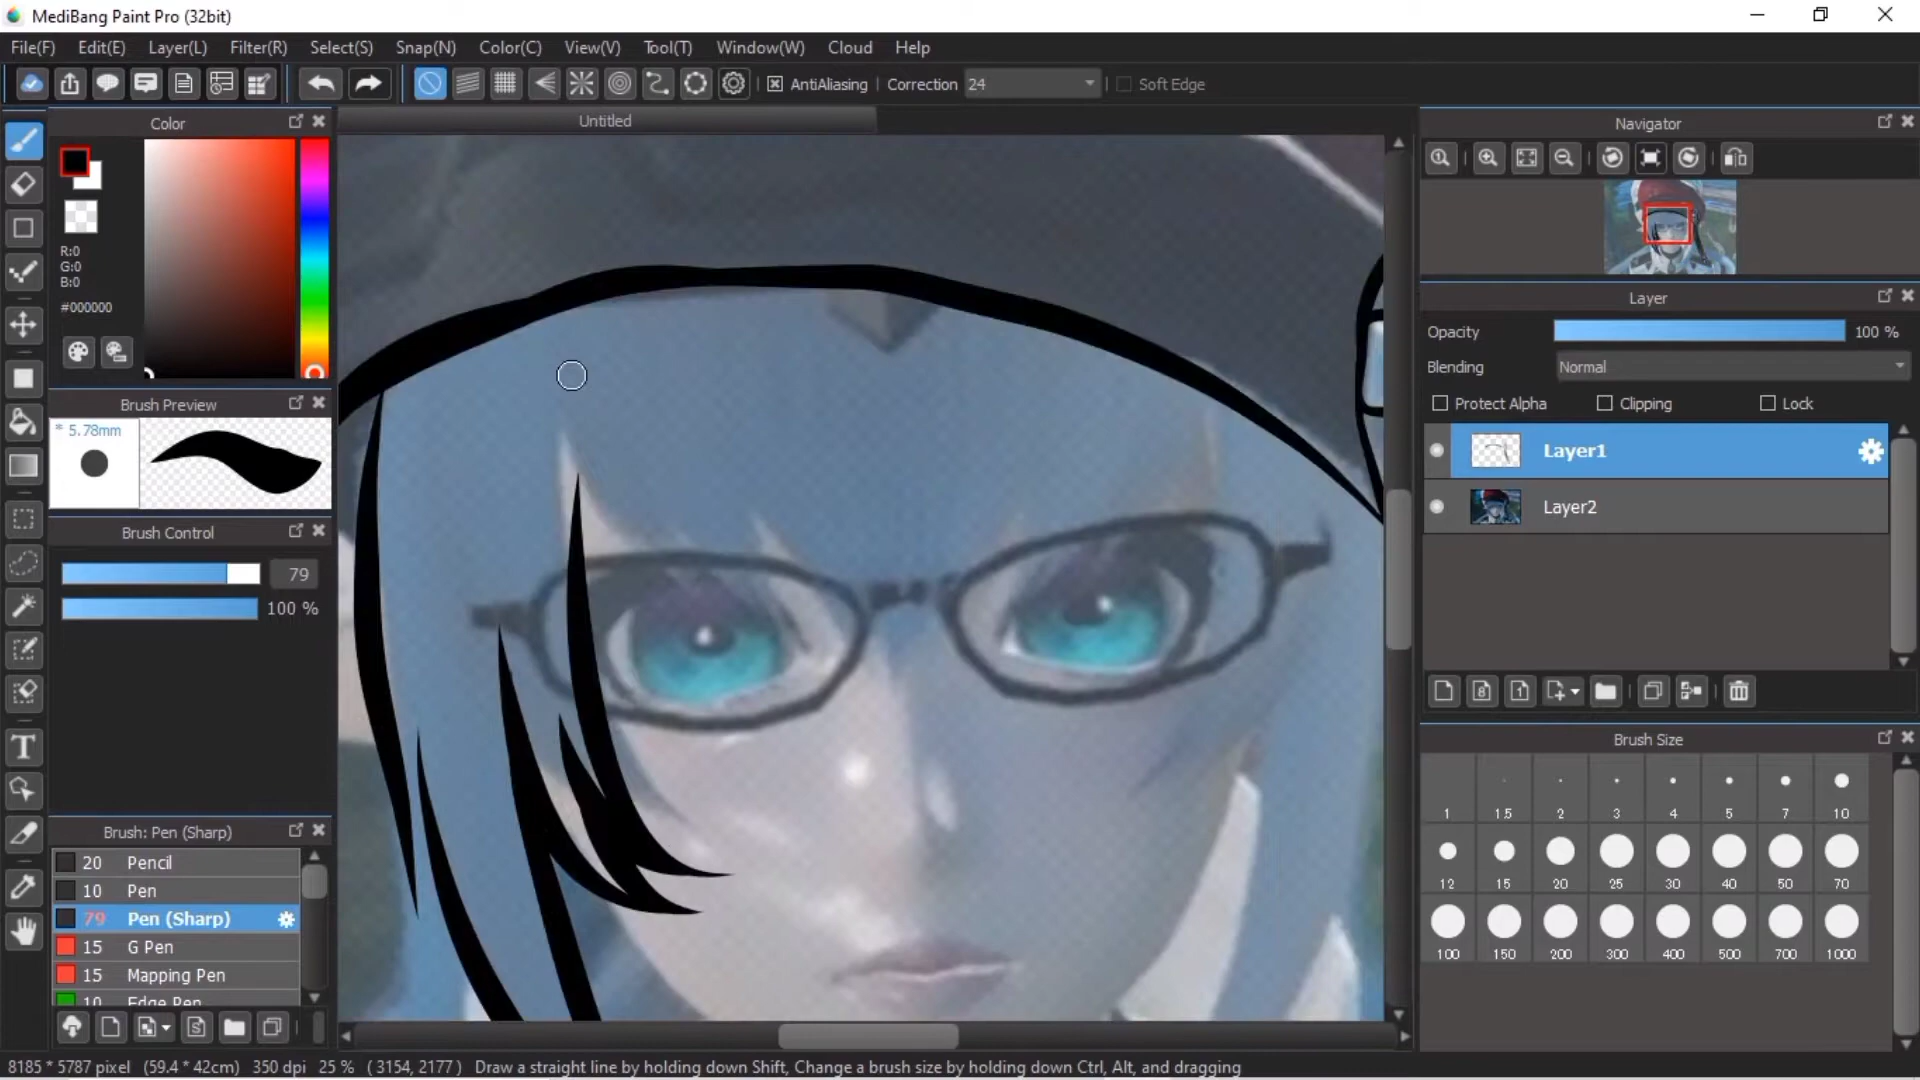 MediBang Paint Pro (32bit)
File(F) Edit(E) Layer(L) Filter(R) Select(S) Snap(N) Color(C) View(V) Tool(T) Window(W) Cloud Help
AntiAliasing Correction 24 Soft Edge
Color
R:0
G:0
B:0
#000000
Brush Preview
* 5.78mm
Brush Control
79
100 %
Brush: Pen (Sharp)
20 Pencil
10 Pen
79 Pen (Sharp)
15 G Pen
15 Mapping Pen
10 Edge Pen
Untitled
Navigator
Layer
Opacity 100 %
Blending Normal
Protect Alpha Clipping Lock
Layer1
Layer2
Brush Size
1 1.5 2 3 4 5 7 10
12 15 20 25 30 40 50 70
100 150 200 300 400 500 700 1000
8185 * 5787 pixel (59.4 * 42cm) 350 dpi 25 % ( 3154, 2177 ) Draw a straight line by holding down Shift, Change a brush size by holding down Ctrl, Alt, and dragging